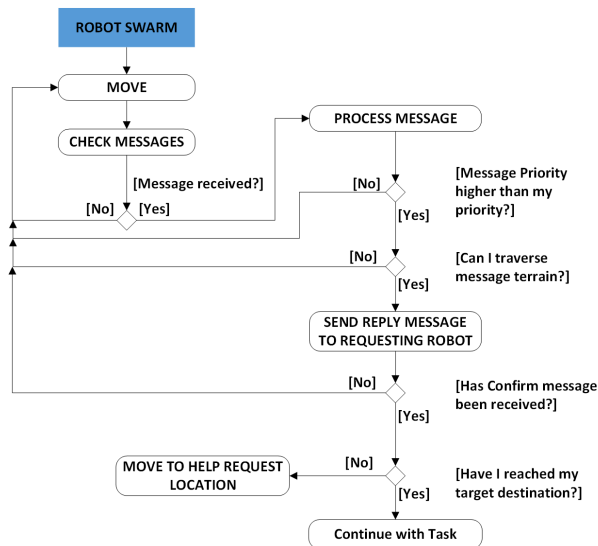 ROBOT SWARM
MOVE
CHECK MESSAGES
[Message received?]
[No]
[Yes]
PROCESS MESSAGE
[Message Priority
higher than my
priority?]
[No]
[Yes]
[Can I traverse
message terrain?]
[No]
[Yes]
SEND REPLY MESSAGE
TO REQUESTING ROBOT
[Has Confirm message
been received?]
[No]
[Yes]
[Have I reached my
target destination?]
[No]
[Yes]
MOVE TO HELP REQUEST
LOCATION
Continue with Task